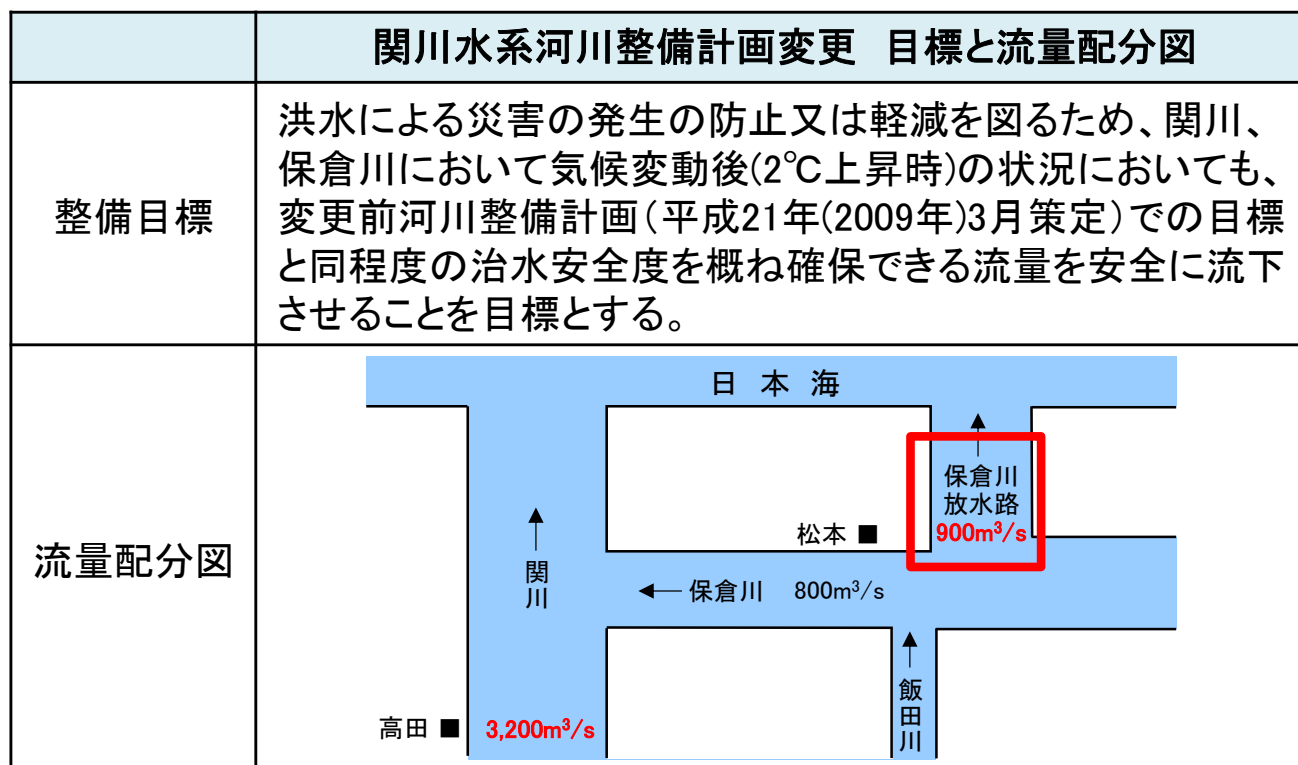 関川水系河川整備計画変更 目標と流量配分図
整備目標
洪水による災害の発生の防止又は軽減を図るため、関川、
保倉川において気候変動後(2℃上昇時)の状況においても、
変更前河川整備計画（平成21年(2009年)3月策定）での目標
と同程度の治水安全度を概ね確保できる流量を安全に流下
させることを目標とする。
流量配分図
日 本 海
保倉川
放水路
900m³/s
松本 ■
関川
保倉川 800m³/s
飯田川
高田 ■ 3,200m³/s